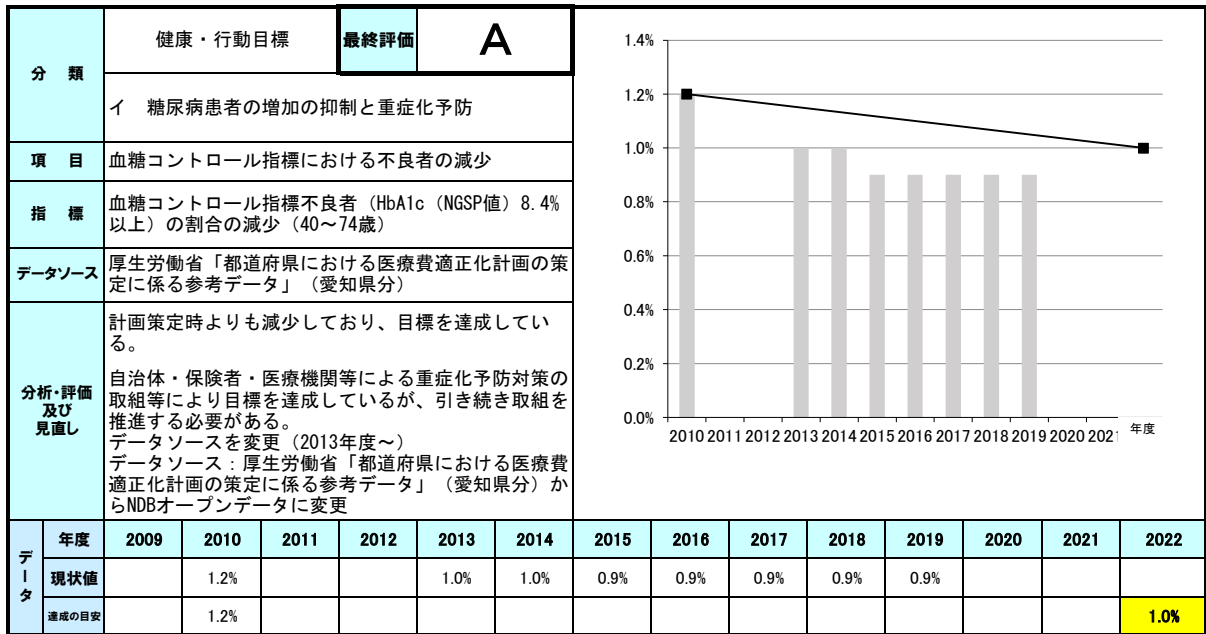 分　類
健康・行動目標
最終評価
A
イ　糖尿病患者の増加の抑制と重症化予防
項　目
血糖コントロール指標における不良者の減少
指　標
血糖コントロール指標不良者（HbA1c（NGSP値）8.4%
以上）の割合の減少（40～74歳）
データソース
厚生労働省「都道府県における医療費適正化計画の策
定に係る参考データ」（愛知県分）
分析・評価
及び
見直し
計画策定時よりも減少しており、目標を達成してい
る。
自治体・保険者・医療機関等による重症化予防対策の
取組等により目標を達成しているが、引き続き取組を
推進する必要がある。
データソースを変更（2013年度～）
データソース：厚生労働省「都道府県における医療費
適正化計画の策定に係る参考データ」（愛知県分）か
らNDBオープンデータに変更
1.4%
1.2%
1.0%
0.8%
0.6%
0.4%
0.2%
0.0%
2010 2011 2012 2013 2014 2015 2016 2017 2018 2019 2020 2021
年度
データ
年度 2009 2010 2011 2012 2013 2014 2015 2016 2017 2018 2019 2020 2021 2022
現状値 1.2% 1.0% 1.0% 0.9% 0.9% 0.9% 0.9% 0.9%
達成の目安 1.2% 1.0%